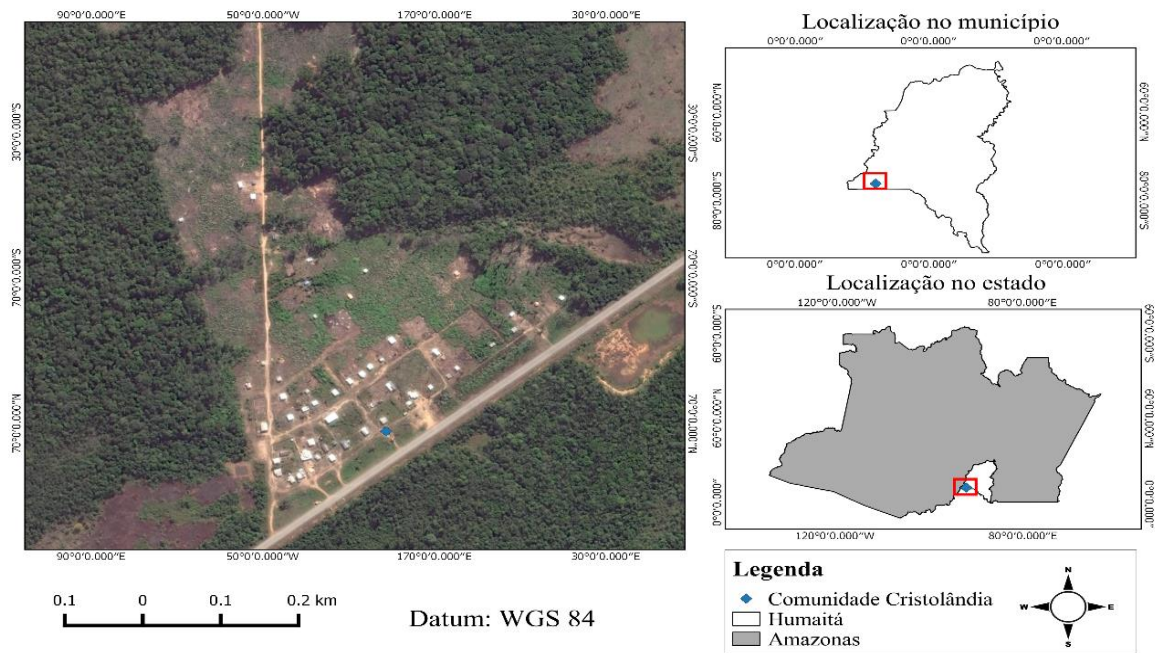 90°0′0.000″E 50°0′0.000″W 170°0′0.000″E 30°0′0.000″E
30°0′0.000″S
70°0′0.000″S
70°0′0.000″N
30°0′0.000″S
70°0′0.000″S
70°0′0.000″N
90°0′0.000″E 50°0′0.000″W 170°0′0.000″E 30°0′0.000″E
0.1 0 0.1 0.2 km
Datum: WGS 84
Localização no município
0°0′0.000″ 0°0′0.000″ 0°0′0.000″
60°0′0.000″N
80°0′0.000″S
60°0′0.000″N
80°0′0.000″S
0°0′0.000″ 0°0′0.000″ 0°0′0.000″
Localização no estado
120°0′0.000″W 80°0′0.000″E
60°0′0.000″S
60°0′0.000″N
0°0′0.000″
60°0′0.000″S
60°0′0.000″N
0°0′0.000″
120°0′0.000″W 80°0′0.000″E
Legenda
Comunidade Cristolândia
Humaitá
Amazonas
N
W E
S